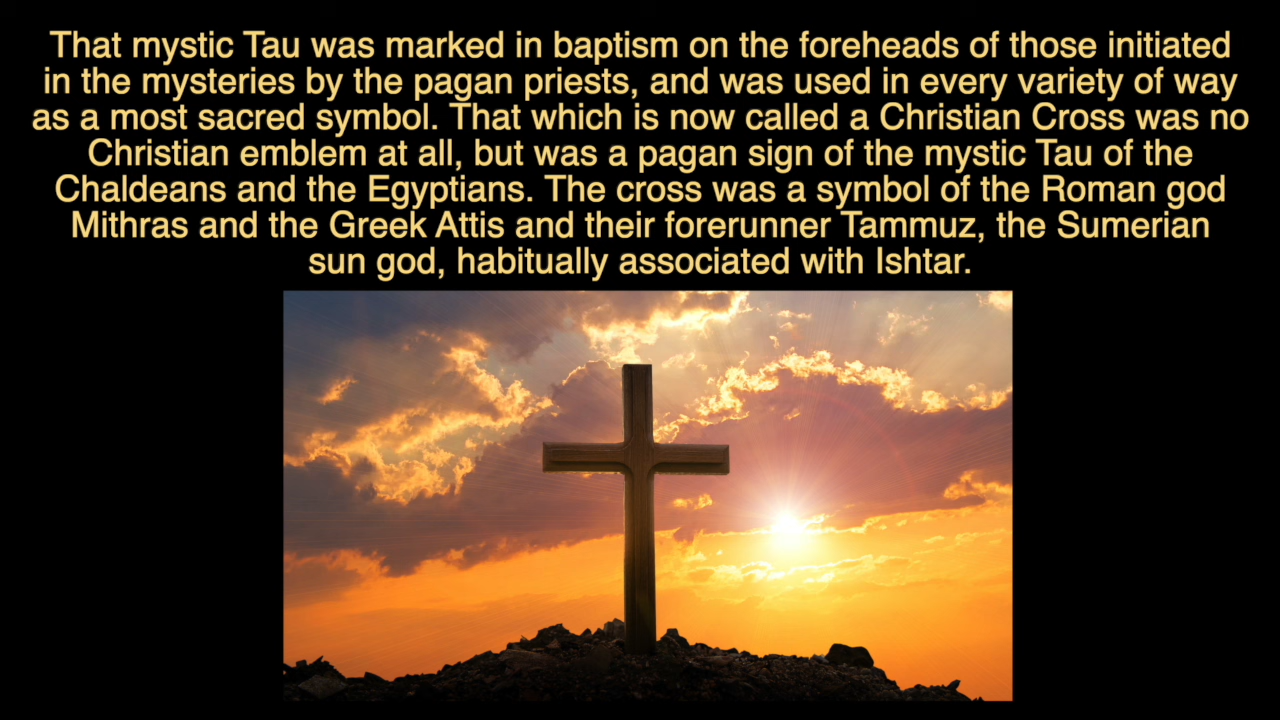 That mystic Tau was marked in baptism on the foreheads of those initiated
in the mysteries by the pagan priests, and was used in every variety of way
as a most sacred symbol. That which is now called a Christian Cross was no
Christian emblem at all, but was a pagan sign of the mystic Tau of the
Chaldeans and the Egyptians. The cross was a symbol of the Roman god
Mithras and the Greek Attis and their forerunner Tammuz, the Sumerian
sun god, habitually associated with Ishtar.